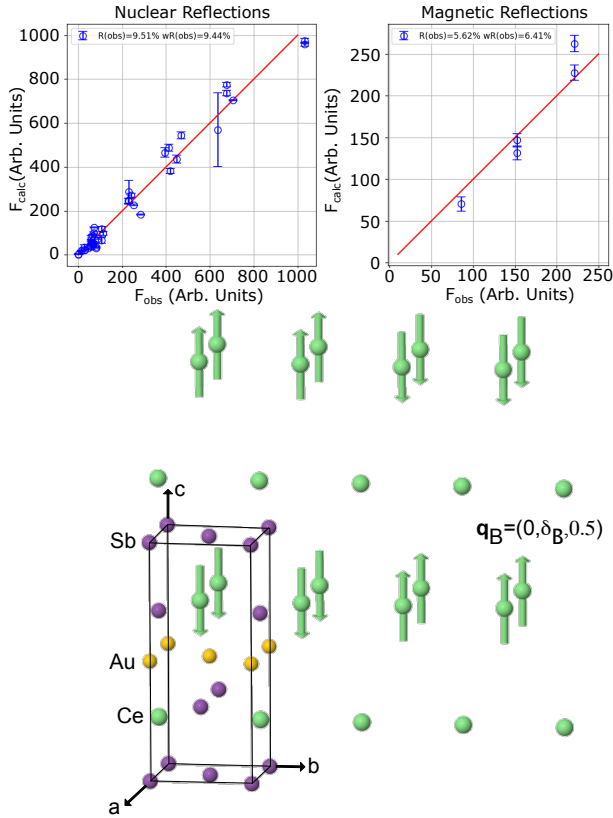 Nuclear Reflections
R(obs)=9.51% wR(obs)=9.44%
1000
800
600
400
200
0
F_calc(Arb. Units)
0 200 400 600 800 1000
F_obs (Arb. Units)
Magnetic Reflections
R(obs)=5.62% wR(obs)=6.41%
250
200
150
100
50
0
F_calc(Arb. Units)
0 50 100 150 200 250
F_obs (Arb. Units)
c
Sb
q_B=(0,δ_B,0.5)
Au
Ce
b
a